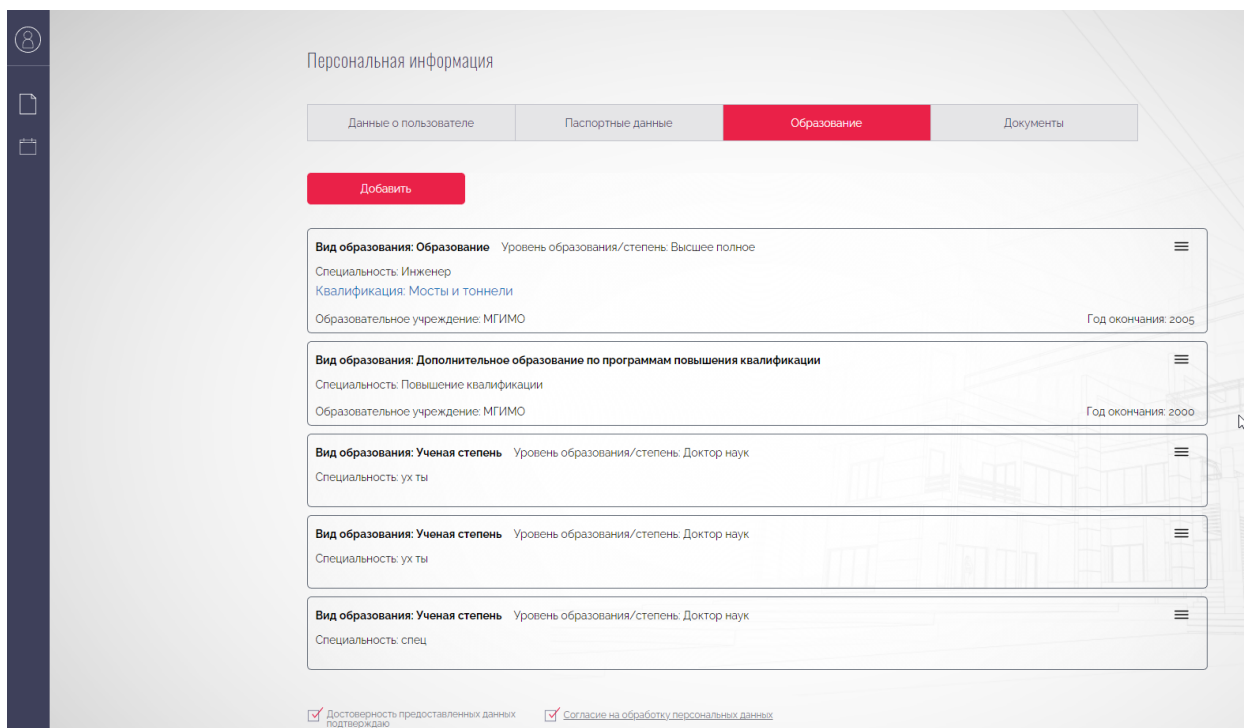 Персональная информация
Данные о пользователе Паспортные данные Образование Документы
Добавить
Вид образования: Образование Уровень образования/степень: Высшее полное
Специальность: Инженер
Квалификация: Мосты и тоннели
Образовательное учреждение: МГИМО Год окончания: 2005
Вид образования: Дополнительное образование по программам повышения квалификации
Специальность: Повышение квалификации
Образовательное учреждение: МГИМО Год окончания: 2000
Вид образования: Ученая степень Уровень образования/степень: Доктор наук
Специальность: ух ты
Вид образования: Ученая степень Уровень образования/степень: Доктор наук
Специальность: ух ты
Вид образования: Ученая степень Уровень образования/степень: Доктор наук
Специальность: спец
Достоверность предоставленных данных Согласие на обработку персональных данных
подтверждаю